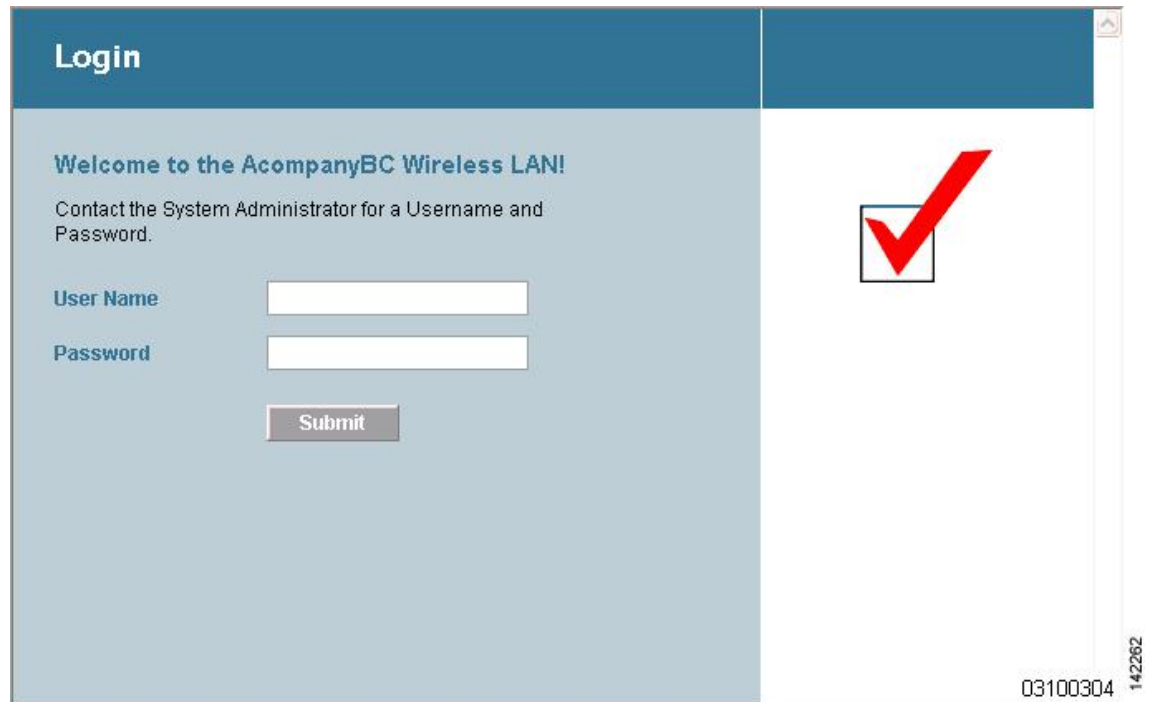 Login
Welcome to the AcompanyBC Wireless LAN!
Contact the System Administrator for a Username and
Password.
User Name
Password
Submit
03100304
142262